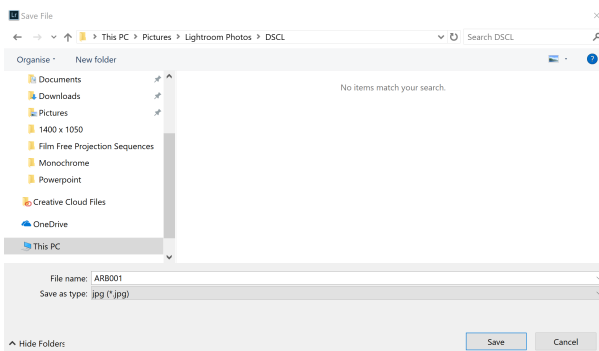 Lr Save File
This PC > Pictures > Lightroom Photos > DSCL
Search DSCL
Organise
New folder
?
Documents
Downloads
Pictures
1400 x 1050
Film Free Projection Sequences
Monochrome
Powerpoint
Creative Cloud Files
OneDrive
This PC
No items match your search.
File name: ARB001
Save as type: jpg (*.jpg)
Hide Folders
Save
Cancel